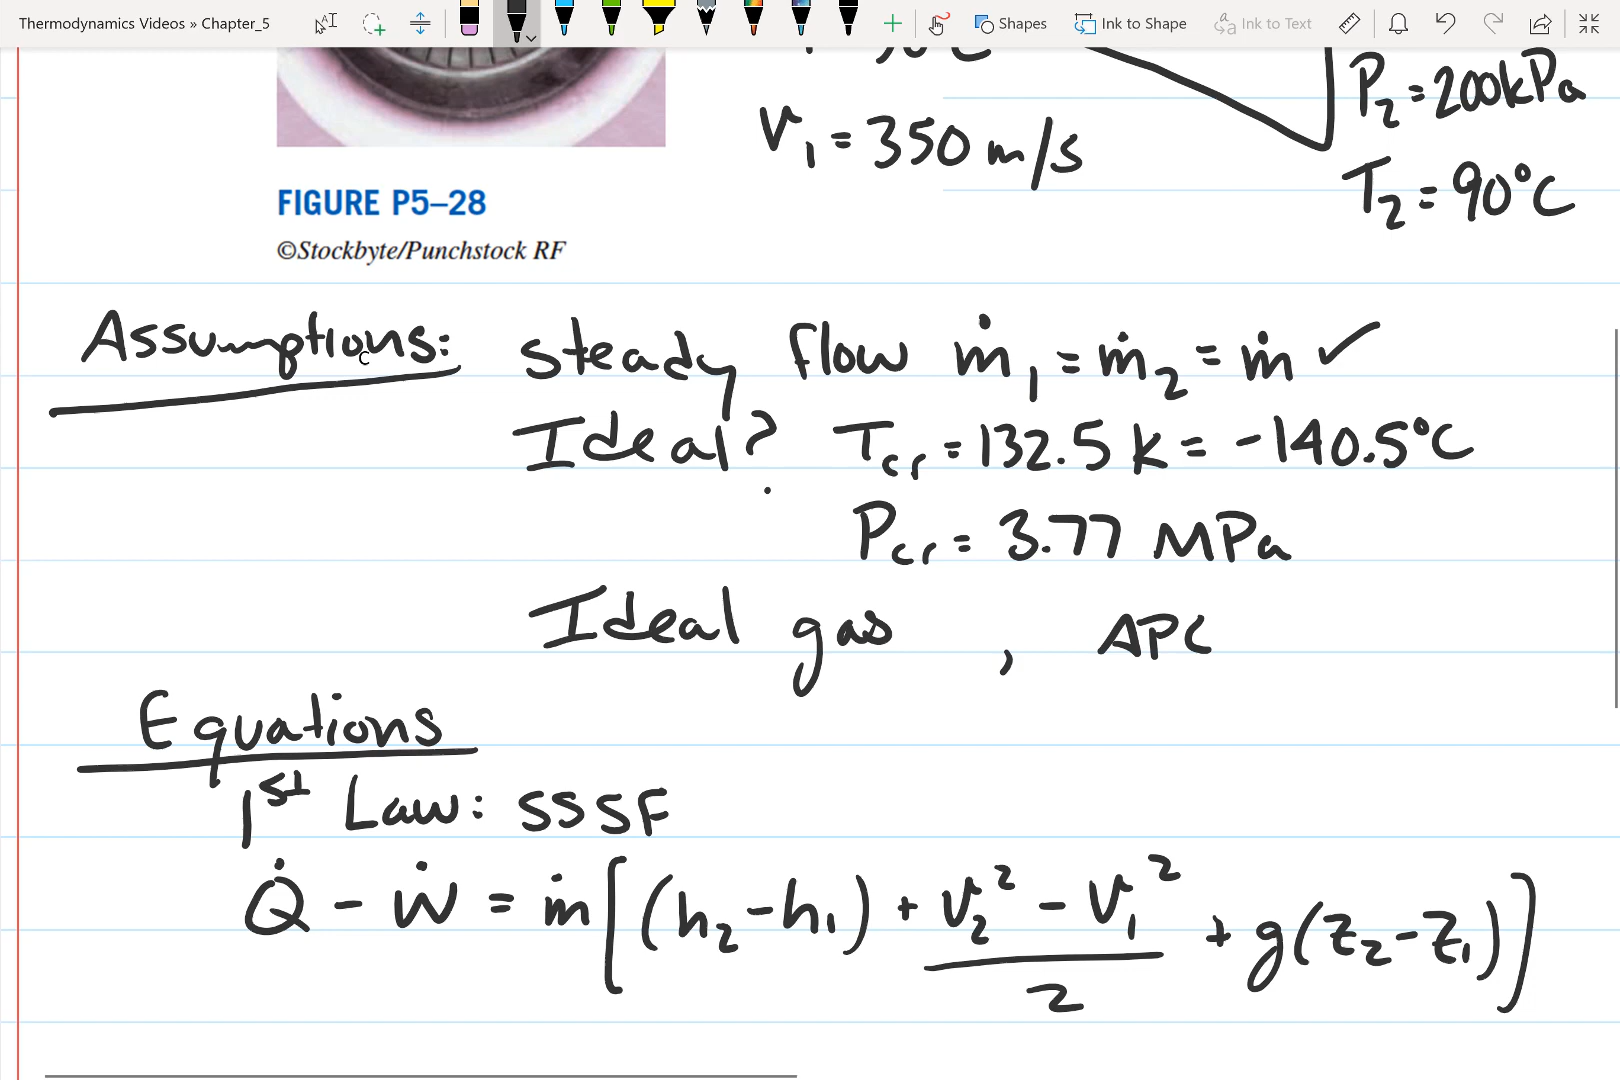 Thermodynamics Videos » Chapter_5
Shapes
Ink to Shape
Ink to Text
P₂ = 200kPa
V₁ = 350 m/s
T₂ = 90°C
FIGURE P5–28
©Stockbyte/Punchstock RF
Assumptions: steady flow ṁ₁ = ṁ₂ = ṁ ✓
Ideal? Tcr = 132.5 K = -140.5°C
Pcr = 3.77 MPa
Ideal gas , APC
Equations
1st Law: SSSF
Q̇ - Ẇ = ṁ[(h₂-h₁) + (V₂² - V₁²)/2 + g(z₂-z₁)]